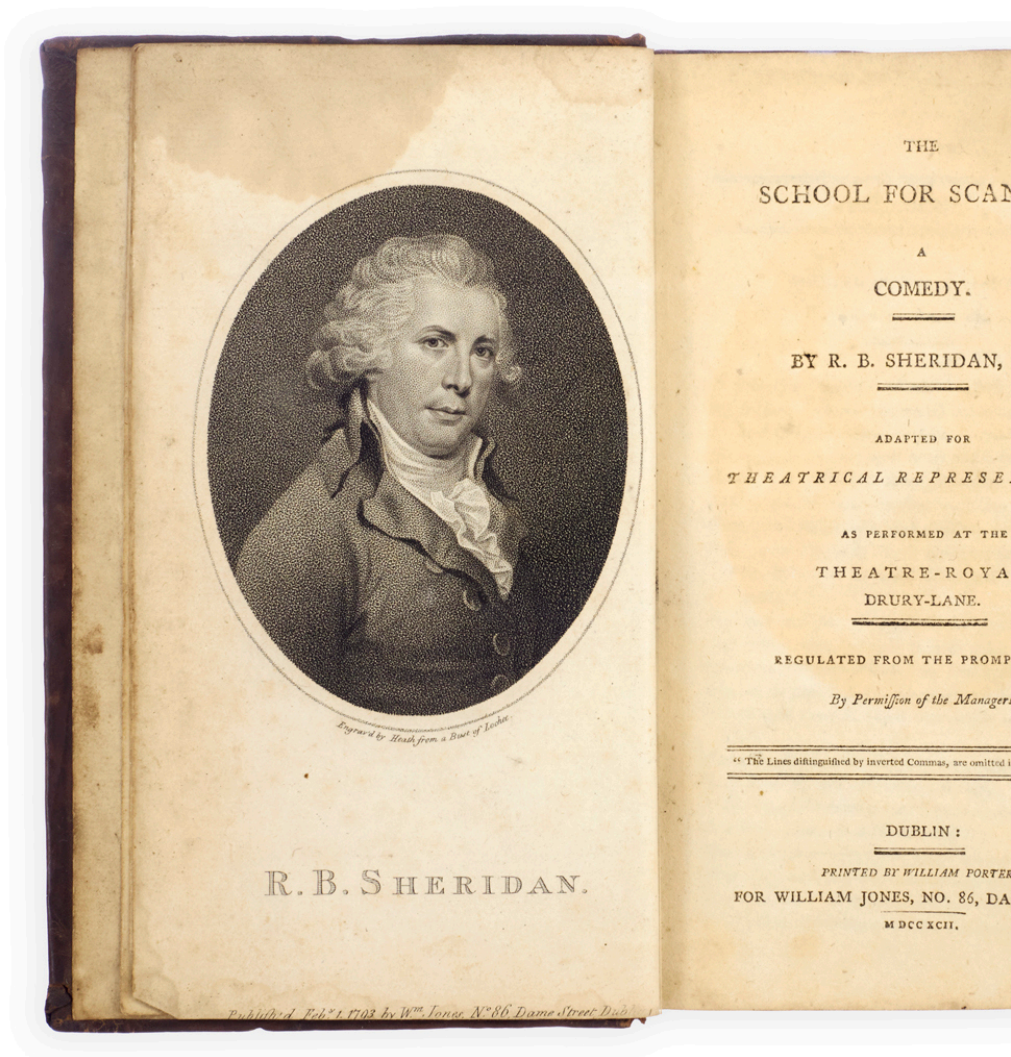 Engrav'd by Heath from a Bust of Lochee.
R. B. SHERIDAN.
Publish'd Feb.y 1. 1793 by Wm. Jones, No. 86 Dame Street Dub
THE
SCHOOL FOR SCAN
A
COMEDY.
BY R. B. SHERIDAN,
ADAPTED FOR
THEATRICAL REPRESE
AS PERFORMED AT THE
THEATRE-ROYA
DRURY-LANE.
REGULATED FROM THE PROMP
By Permiſſion of the Manager
“ The Lines diſtinguiſhed by inverted Commas, are omitted i
DUBLIN :
PRINTED BY WILLIAM PORTER
FOR WILLIAM JONES, NO. 86, DA
M DCC XCII.